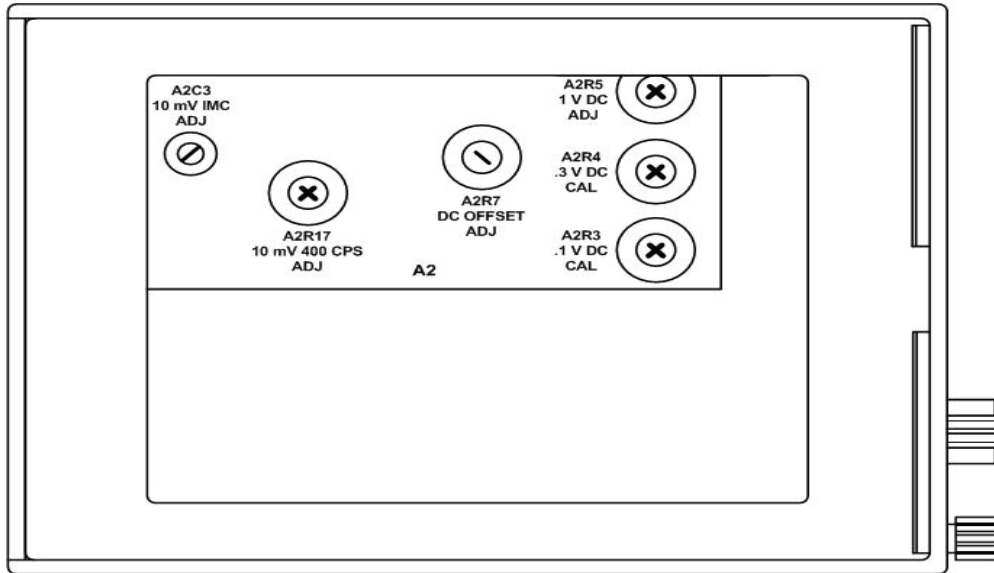 A2C3
10 mV IMC
ADJ
A2R17
10 mV 400 CPS
ADJ
A2R7
DC OFFSET
ADJ
A2R5
1 V DC
ADJ
A2R4
.3 V DC
CAL
A2R3
.1 V DC
CAL
A2